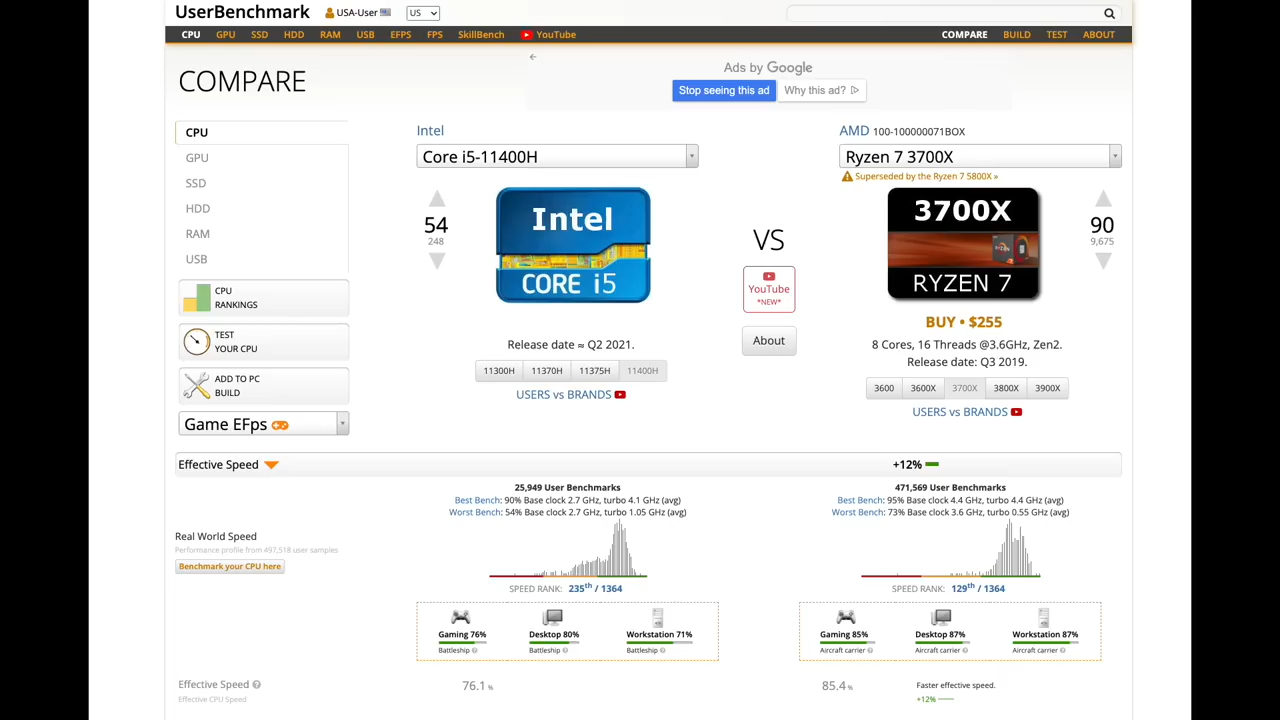 UserBenchmark
USA-User
US
CPU GPU SSD HDD RAM USB EFPS FPS SkillBench YouTube
COMPARE BUILD TEST ABOUT
COMPARE
Ads by Google
Stop seeing this ad
Why this ad?
CPU
GPU
SSD
HDD
RAM
USB
CPU
RANKINGS
TEST
YOUR CPU
ADD TO PC
BUILD
Game EFps
Intel
Core i5-11400H
54
248
Intel
CORE i5
Release date ≈ Q2 2021.
11300H 11370H 11375H 11400H
USERS vs BRANDS
VS
YouTube
*NEW*
About
AMD 100-100000071BOX
Ryzen 7 3700X
Superseded by the Ryzen 7 5800X »
3700X
RYZEN
RYZEN 7
90
9,675
BUY • $255
8 Cores, 16 Threads @3.6GHz, Zen2.
Release date: Q3 2019.
3600 3600X 3700X 3800X 3900X
USERS vs BRANDS
Effective Speed
+12%
Real World Speed
Performance profile from 497,518 user samples
Benchmark your CPU here
25,949 User Benchmarks
Best Bench: 90% Base clock 2.7 GHz, turbo 4.1 GHz (avg)
Worst Bench: 54% Base clock 2.7 GHz, turbo 1.05 GHz (avg)
SPEED RANK: 235th / 1364
Gaming 76% Desktop 80% Workstation 71%
Battleship Battleship Battleship
471,569 User Benchmarks
Best Bench: 95% Base clock 4.4 GHz, turbo 4.4 GHz (avg)
Worst Bench: 73% Base clock 3.6 GHz, turbo 0.55 GHz (avg)
SPEED RANK: 129th / 1364
Gaming 85% Desktop 87% Workstation 87%
Aircraft carrier Aircraft carrier Aircraft carrier
Effective Speed
Effective CPU Speed
76.1 %
85.4 %
Faster effective speed.
+12%